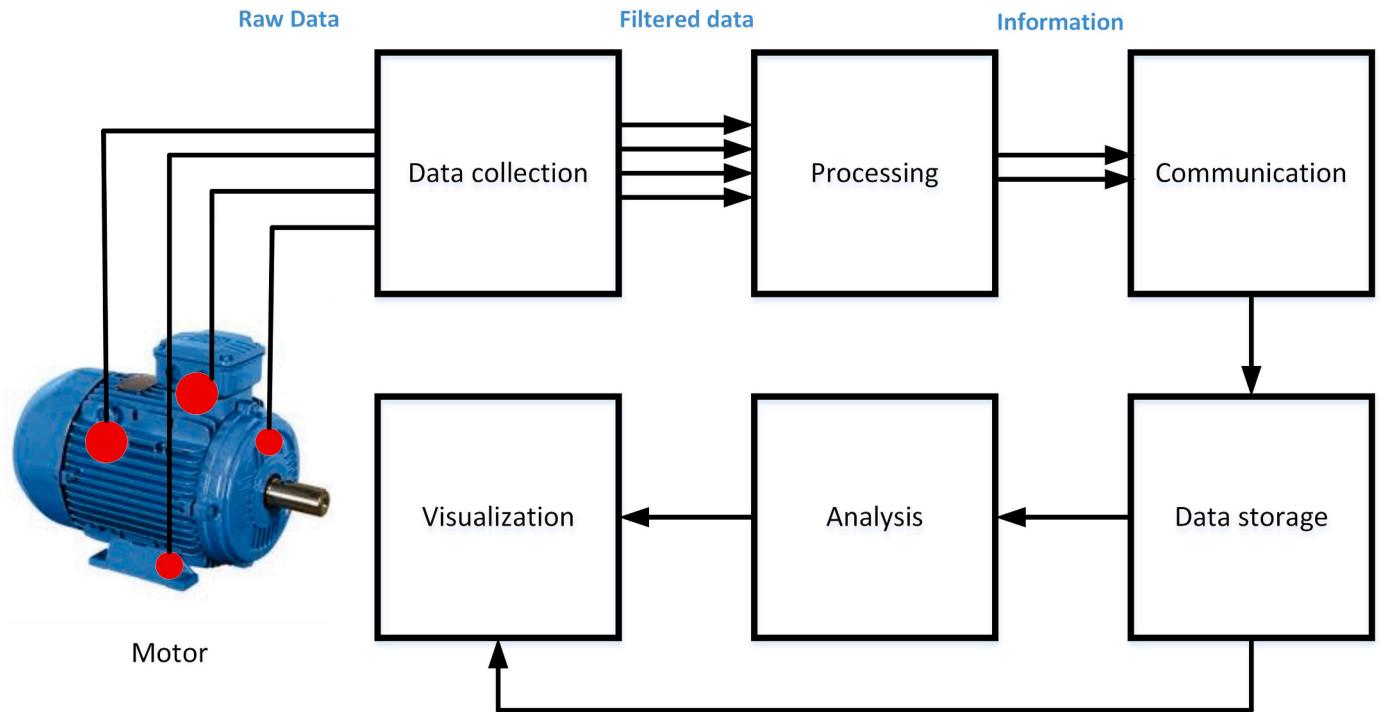 Raw Data
Filtered data
Information
Data collection
Processing
Communication
Visualization
Analysis
Data storage
Motor